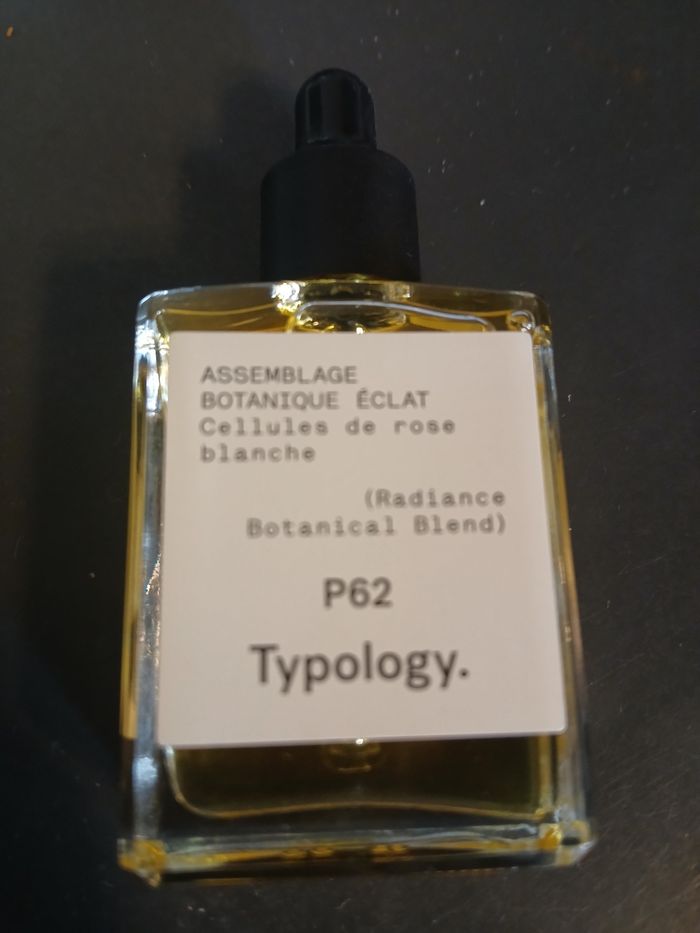 ASSEMBLAGE
BOTANIQUE ÉCLAT
Cellules de rose
blanche
(Radiance
Botanical Blend)
P62
Typology.